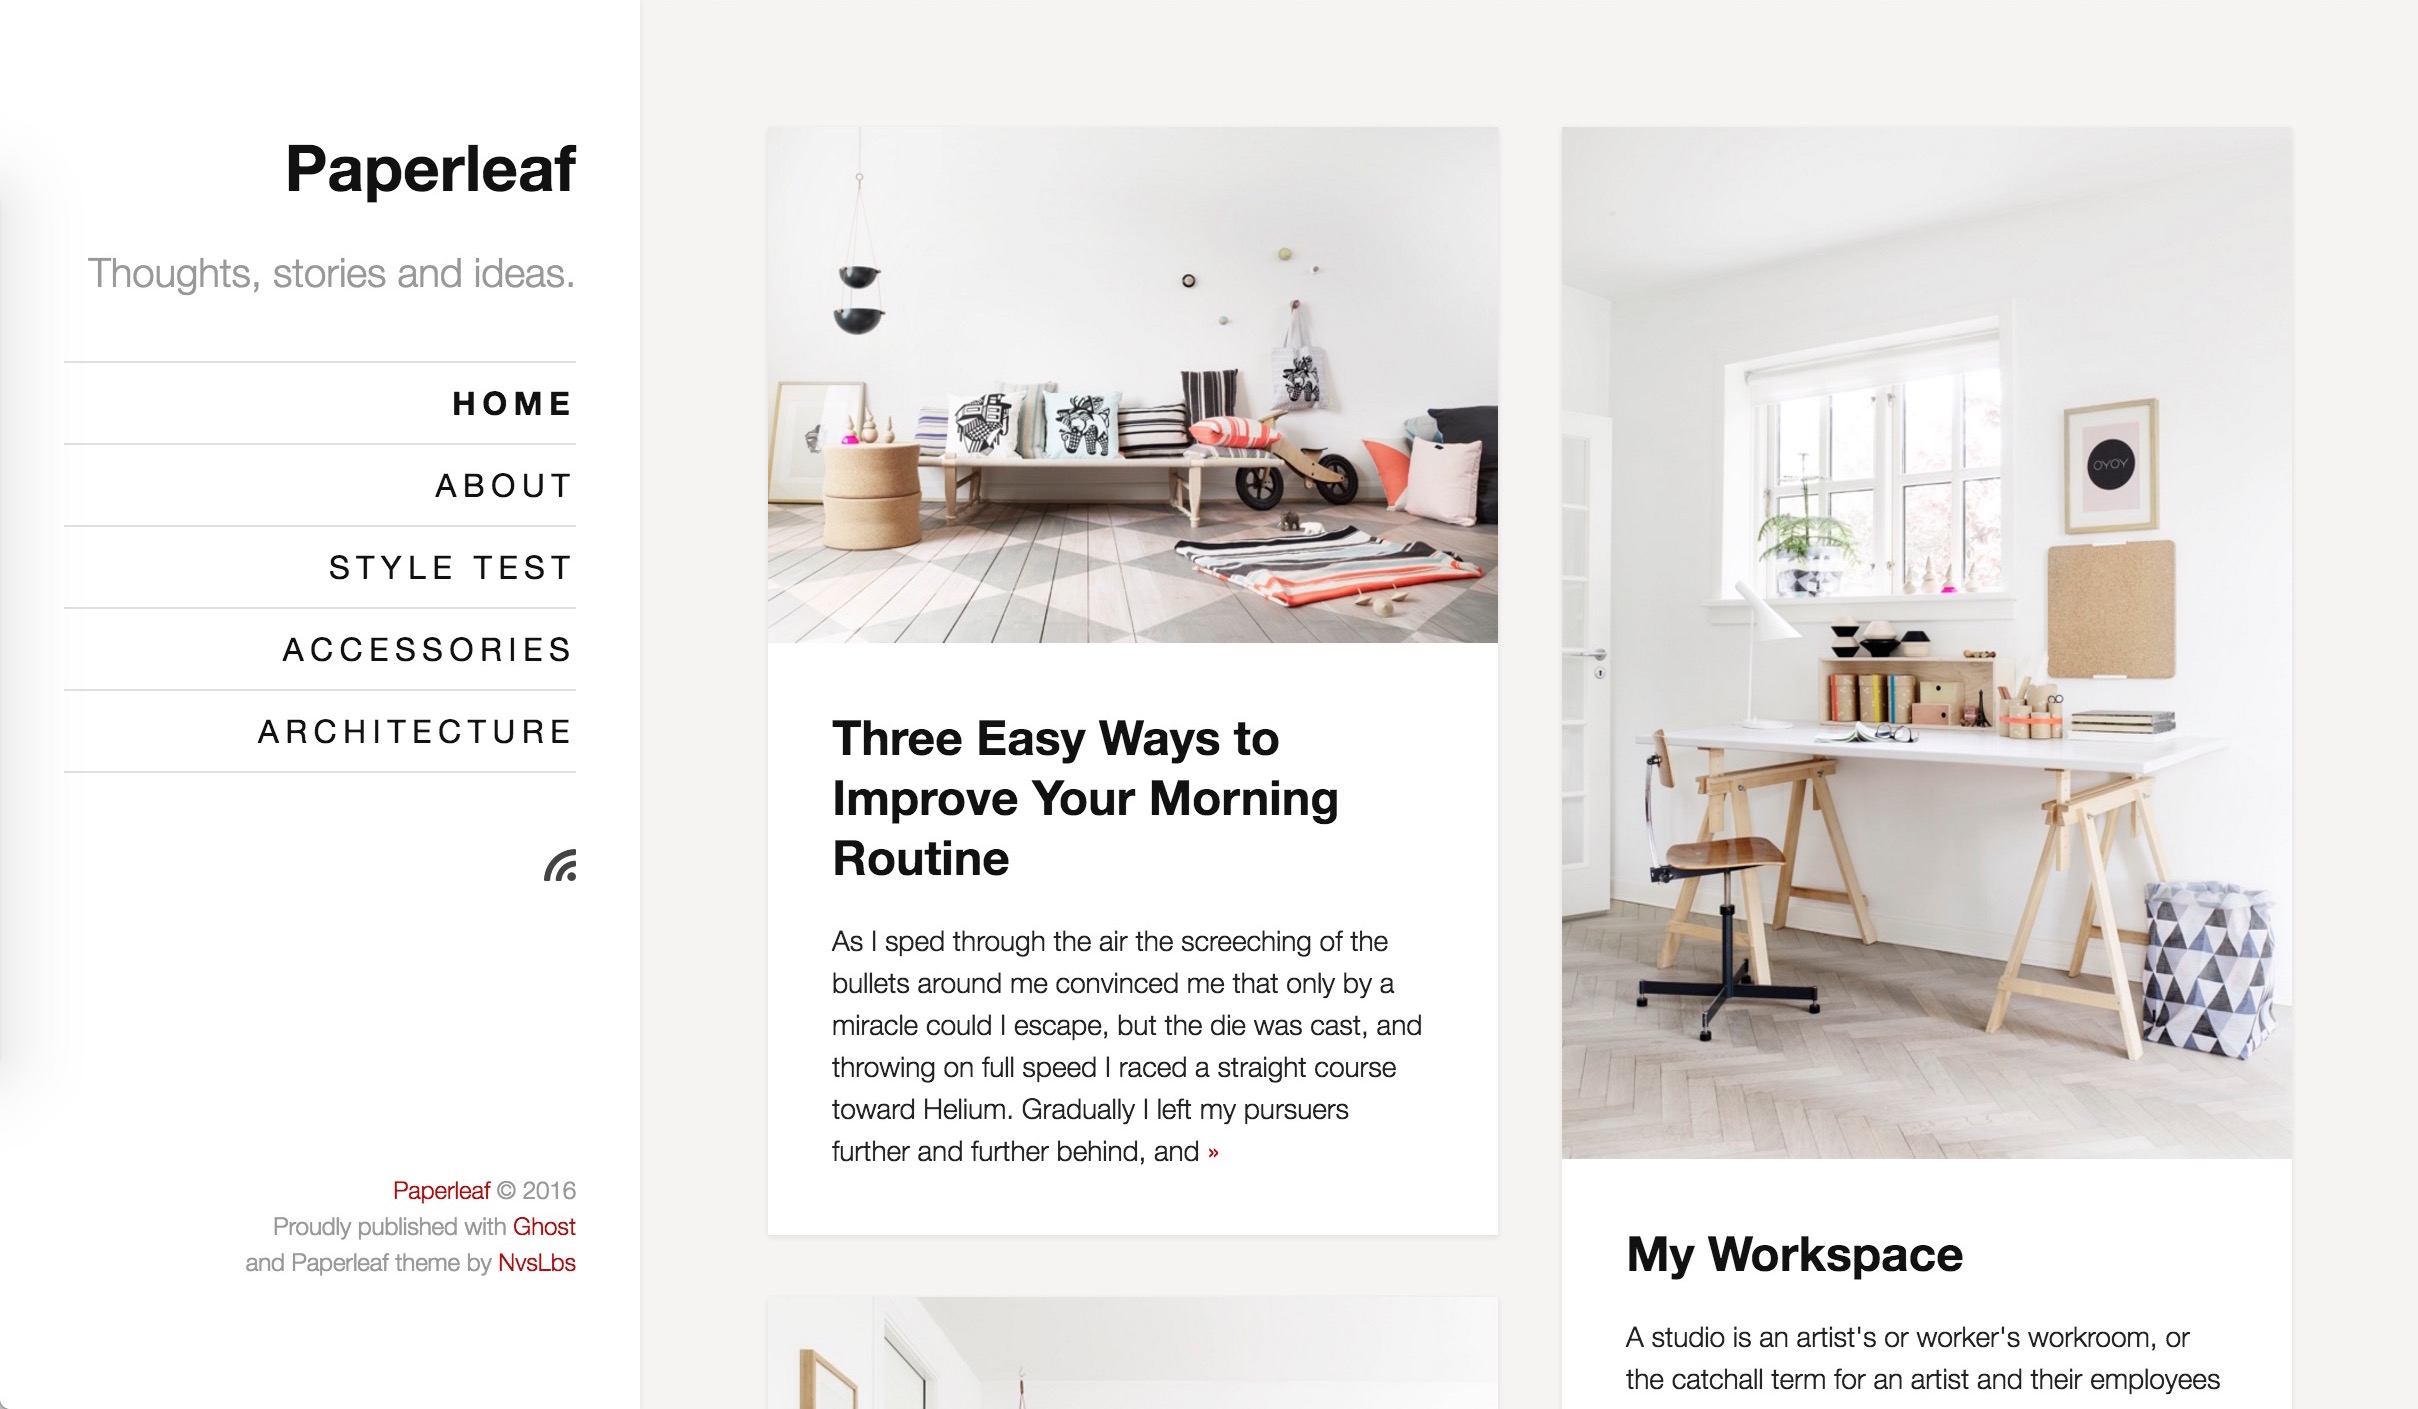 Paperleaf
Thoughts, stories and ideas.
HOME
ABOUT
STYLE TEST
ACCESSORIES
ARCHITECTURE
Paperleaf © 2016
Proudly published with Ghost
and Paperleaf theme by NvsLbs
Three Easy Ways to
Improve Your Morning
Routine
As I sped through the air the screeching of the
bullets around me convinced me that only by a
miracle could I escape, but the die was cast, and
throwing on full speed I raced a straight course
toward Helium. Gradually I left my pursuers
further and further behind, and »
OYOY
My Workspace
A studio is an artist's or worker's workroom, or
the catchall term for an artist and their employees